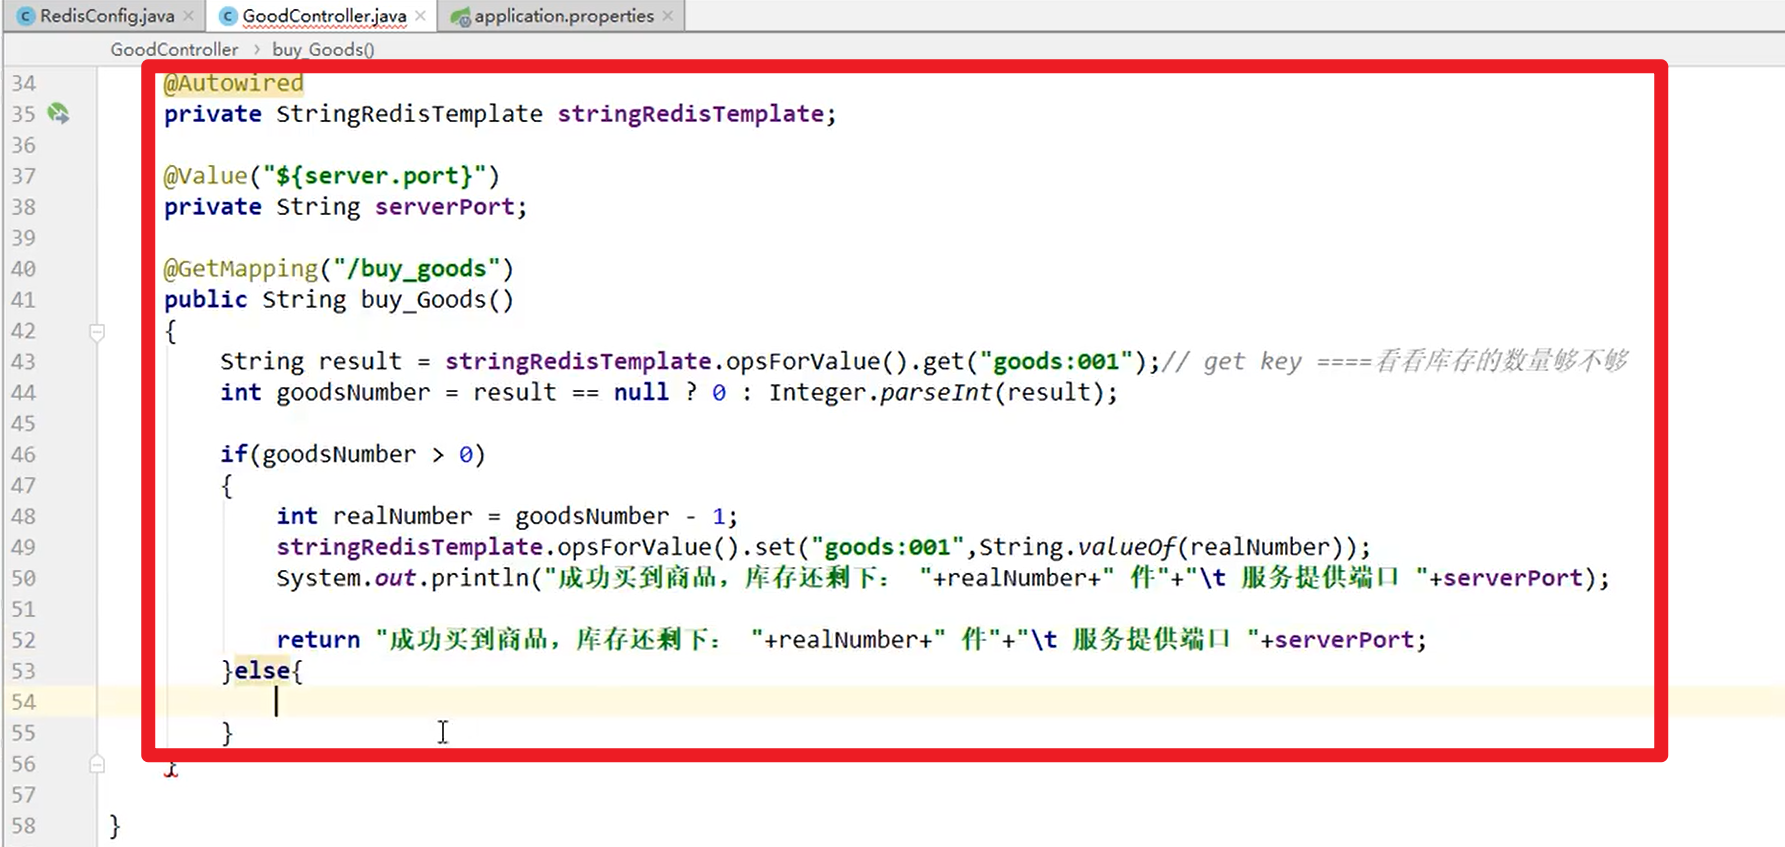 RedisConfig.java GoodController.java application.properties
GoodController buy_Goods()
34 @Autowired
35 private StringRedisTemplate stringRedisTemplate;
36
37 @Value("${server.port}")
38 private String serverPort;
39
40 @GetMapping("/buy_goods")
41 public String buy_Goods()
42 {
43 String result = stringRedisTemplate.opsForValue().get("goods:001");// get key ====看看库存的数量够不够
44 int goodsNumber = result == null ? 0 : Integer.parseInt(result);
45
46 if(goodsNumber > 0)
47 {
48 int realNumber = goodsNumber - 1;
49 stringRedisTemplate.opsForValue().set("goods:001",String.valueOf(realNumber));
50 System.out.println("成功买到商品，库存还剩下： "+realNumber+" 件"+"\t 服务提供端口 "+serverPort);
51
52 return "成功买到商品，库存还剩下： "+realNumber+" 件"+"\t 服务提供端口 "+serverPort;
53 }else{
54
55 }
56 }
57
58 }